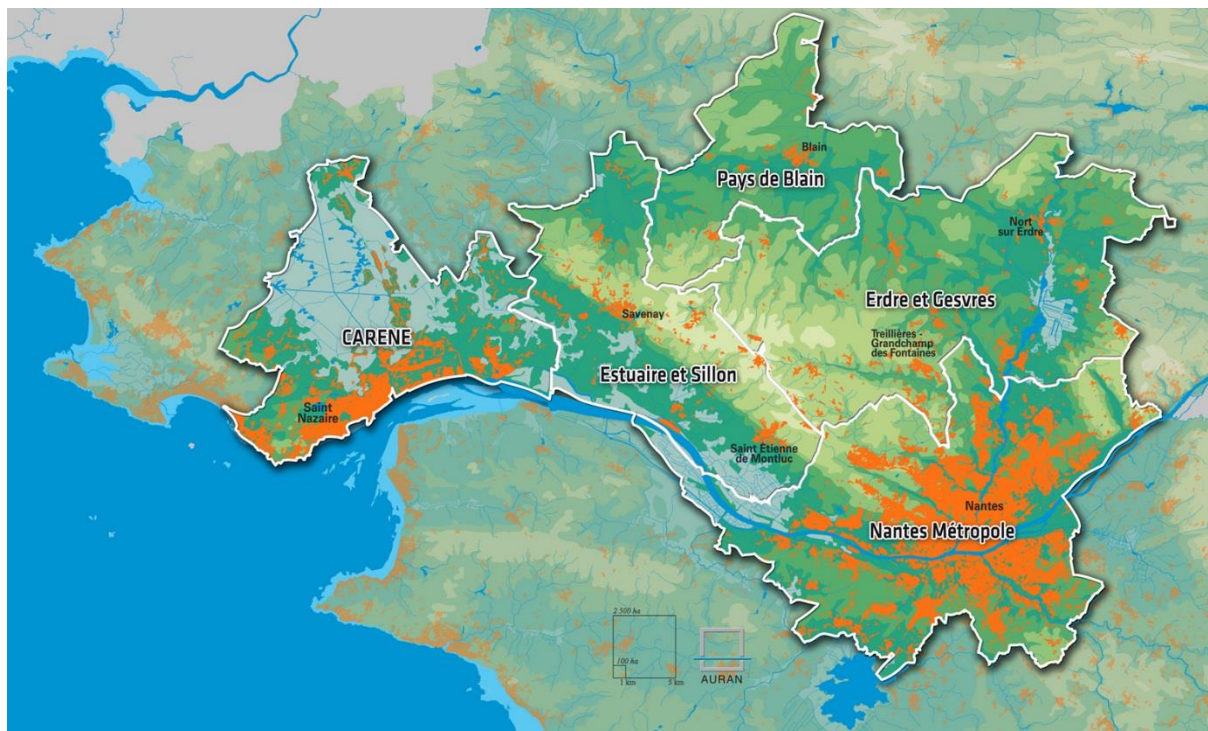 Blain
Pays de Blain
Nort
sur Erdre
Erdre et Gesvres
Savenay
CARENE
Treillières -
Grandchamp
des Fontaines
Estuaire et Sillon
Saint
Nazaire
Saint Étienne
de Montluc
Nantes
Nantes Métropole
2 500 ha
100 ha
1 km
5 km
AURAN